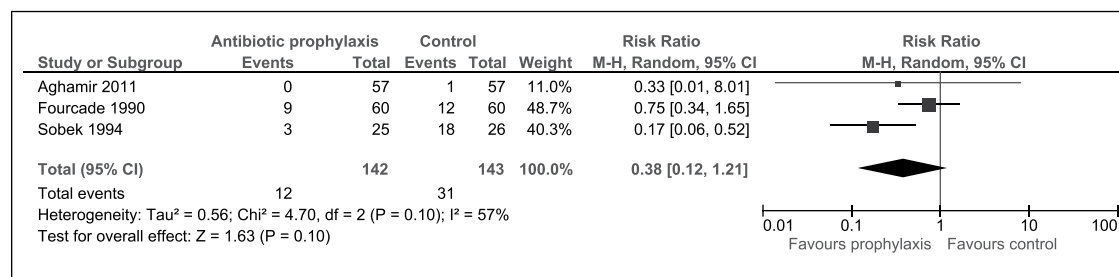 Antibiotic prophylaxis Control Risk Ratio Risk Ratio
Study or Subgroup Events Total Events Total Weight M-H, Random, 95% CI M-H, Random, 95% CI
Aghamir 2011 0 57 1 57 11.0% 0.33 [0.01, 8.01]
Fourcade 1990 9 60 12 60 48.7% 0.75 [0.34, 1.65]
Sobek 1994 3 25 18 26 40.3% 0.17 [0.06, 0.52]
Total (95% CI) 142 143 100.0% 0.38 [0.12, 1.21]
Total events 12 31
Heterogeneity: Tau² = 0.56; Chi² = 4.70, df = 2 (P = 0.10); I² = 57%
Test for overall effect: Z = 1.63 (P = 0.10)
0.01 0.1 1 10 100
Favours prophylaxis Favours control